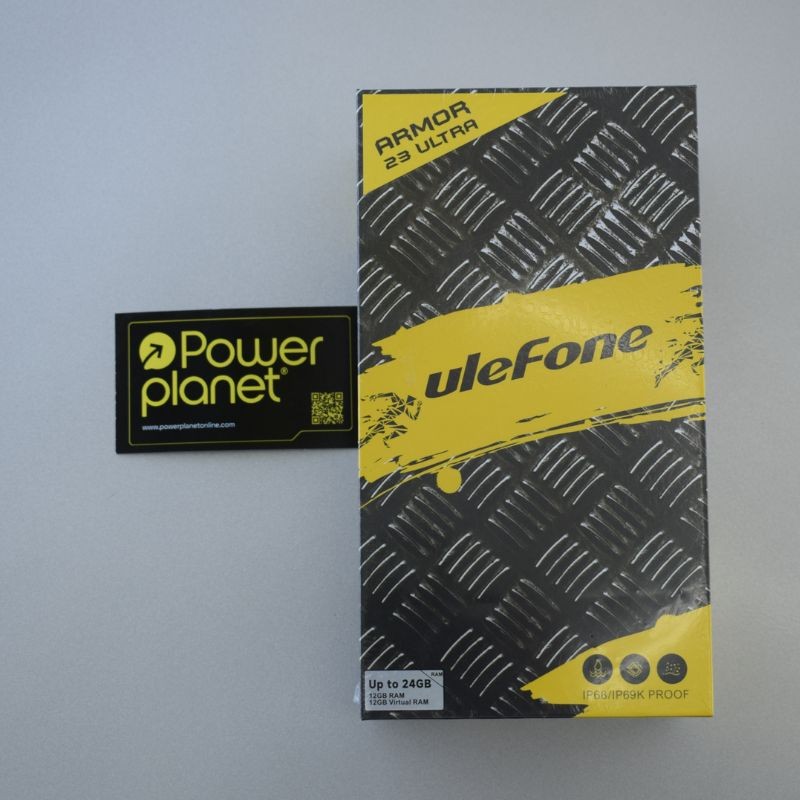 ARMOR
23 ULTRA
uleFone
Power
planet®
www.powerplanetonline.com
RAM
Up to 24GB
12GB RAM
12GB Virtual RAM
IP68/IP69K PROOF